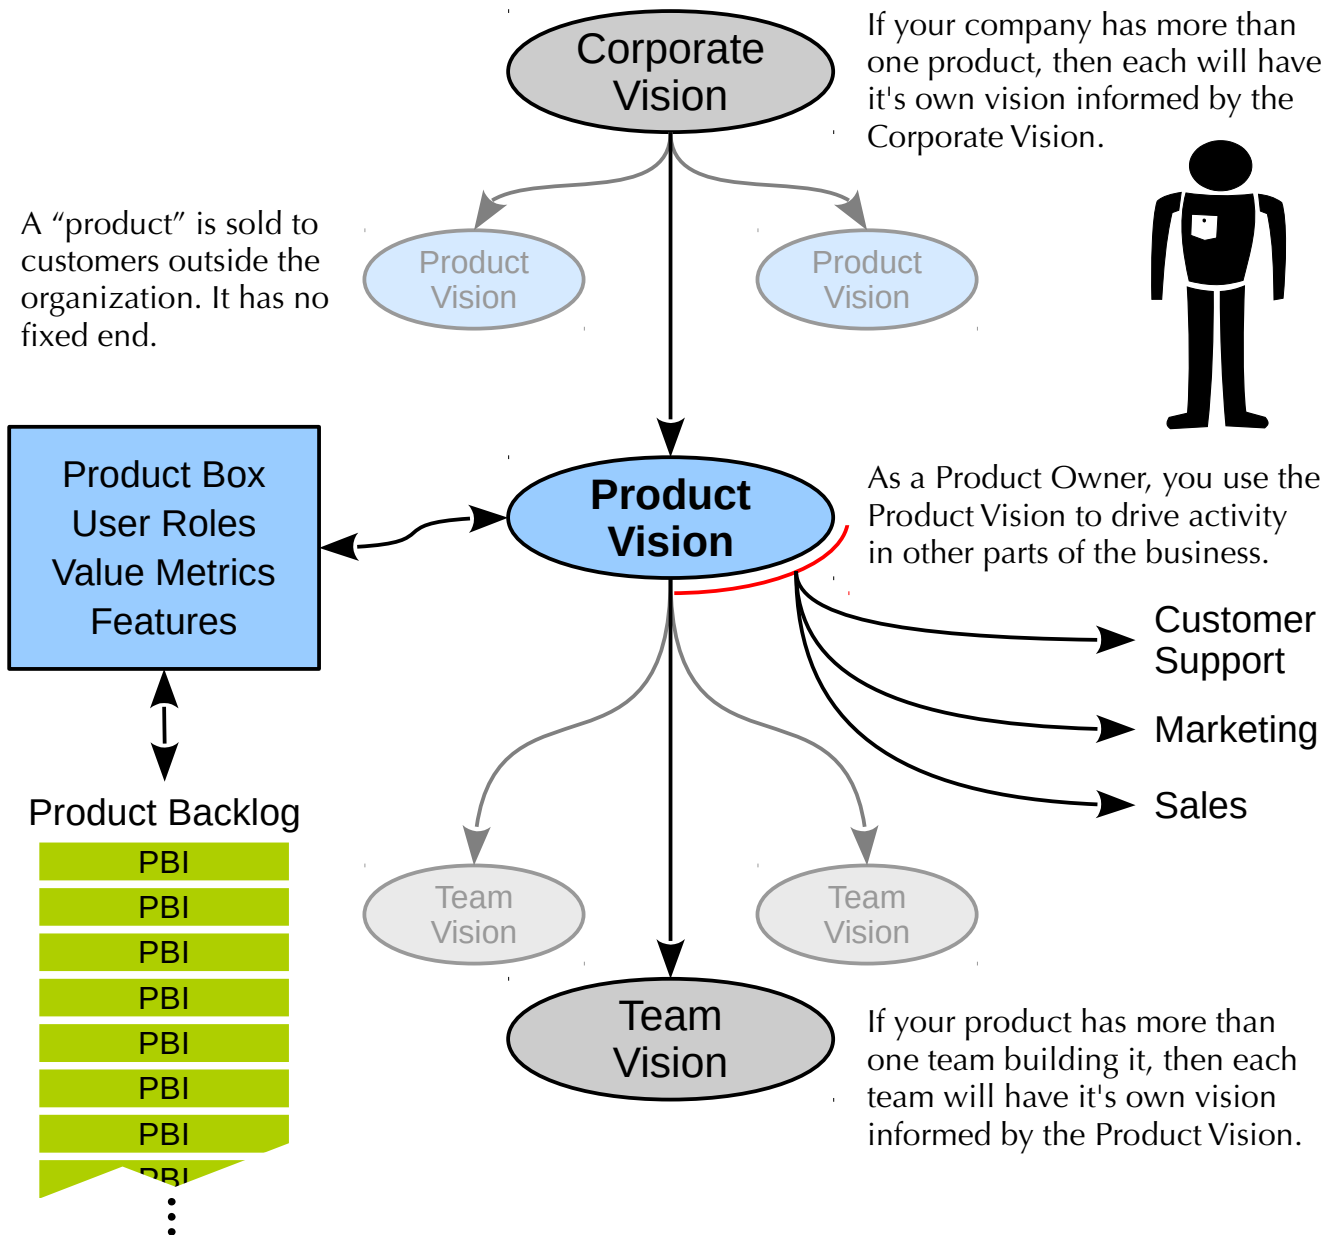 Corporate
Vision
If your company has more than
one product, then each will have
it's own vision informed by the
Corporate Vision.
A “product” is sold to
customers outside the
organization. It has no
fixed end.
Product
Vision
Product
Vision
Product Box
User Roles
Value Metrics
Features
Product
Vision
As a Product Owner, you use the
Product Vision to drive activity
in other parts of the business.
Customer
Support
Marketing
Sales
Product Backlog
PBI
PBI
PBI
PBI
PBI
PBI
PBI
PBI
Team
Vision
Team
Vision
Team
Vision
If your product has more than
one team building it, then each
team will have it's own vision
informed by the Product Vision.